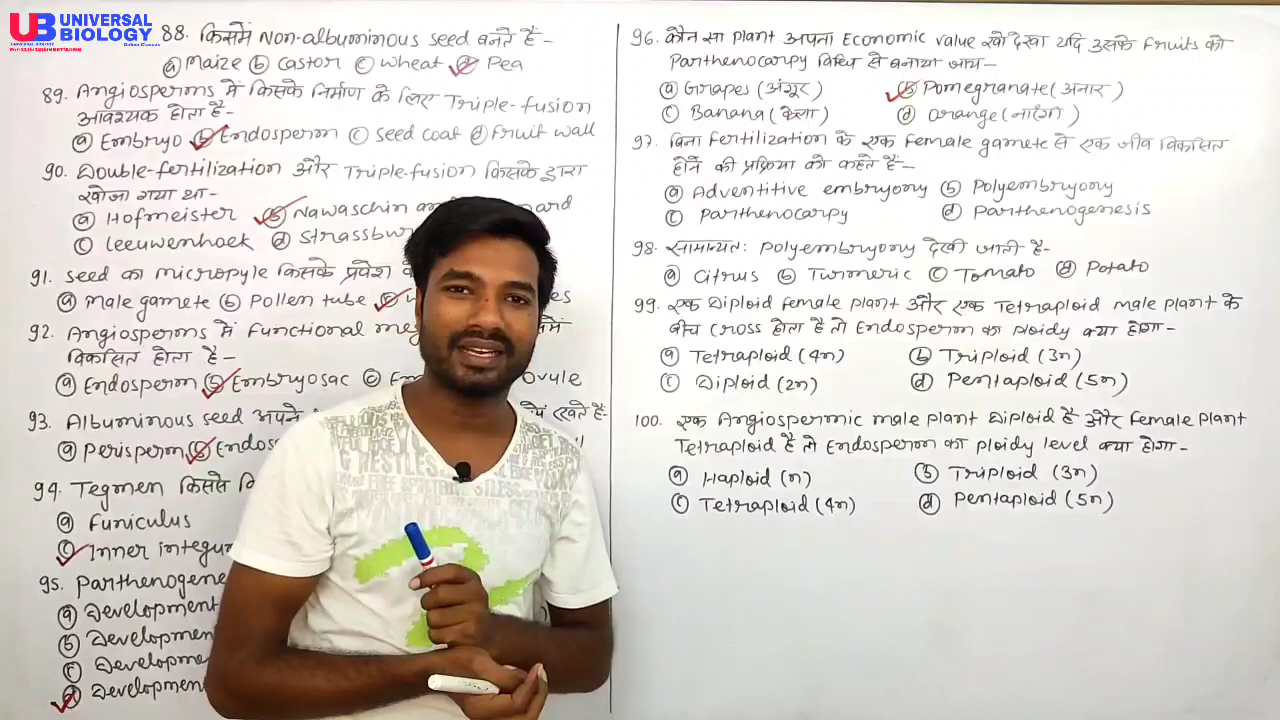 UB UNIVERSAL BIOLOGY
UNIVERSAL BIOLOGY Online Classes
88. किसमें Non-albuminous seed बनते हैं-
ⓐ Maize ⓑ Castor ⓒ Wheat ⓓ Pea
89. Angiosperms में किसके निर्माण के लिए Triple-fusion
आवश्यक होता है-
ⓐ Embryo ⓑ Endosperm ⓒ Seed coat ⓓ Fruit wall
90. Double-fertilization और Triple-fusion किसके द्वारा
खोजा गया था-
ⓐ Hofmeister ⓑ Nawaschin
ⓒ Leeuwenhoek ⓓ
91. Seed का micropyle किसके प्रवेश
ⓐ Male gamete ⓑ Pollen tube ⓒ
92. Angiosperms में Functional
विकसित होता है-
ⓐ Endosperm ⓑ Embryosac ⓒ Ovule
93. Albuminous seed अपने रखते हैं-
ⓐ Perisperm ⓑ
94. Tegmen किससे
ⓐ Funiculus
ⓒ Inner
95.
ⓐ Development
ⓑ
ⓒ
ⓓ Development
96. कौन सा plant अपना Economic value खो देगा यदि उसके Fruits को
Parthenocarpy विधि से बनाया जाय-
ⓐ Grapes (अंगूर) ⓑ Pomegranate (अनार)
ⓒ Banana (केला) ⓓ Orange (नारंगी)
97. बिना Fertilization के एक Female gamete से एक जीव विकसित
होने की प्रक्रिया को कहते हैं-
ⓐ Adventitive embryony ⓑ Polyembryony
ⓒ Parthenocarpy ⓓ Parthenogenesis
98. सामान्यत: Polyembryony देखी जाती है-
ⓐ Citrus ⓑ Turmeric ⓒ Tomato ⓓ Potato
99. एक Diploid female plant और एक Tetraploid male plant के
बीच Cross होता है तो Endosperm का ploidy क्या होगा-
ⓐ Tetraploid (4n) ⓑ Triploid (3n)
ⓒ Diploid (2n) ⓓ Pentaploid (5n)
100. एक Angiospermic male plant Diploid है और Female plant
Tetraploid है तो Endosperm का ploidy level क्या होगा-
ⓐ Haploid (n) ⓑ Triploid (3n)
ⓒ Tetraploid (4n) ⓓ Pentaploid (5n)